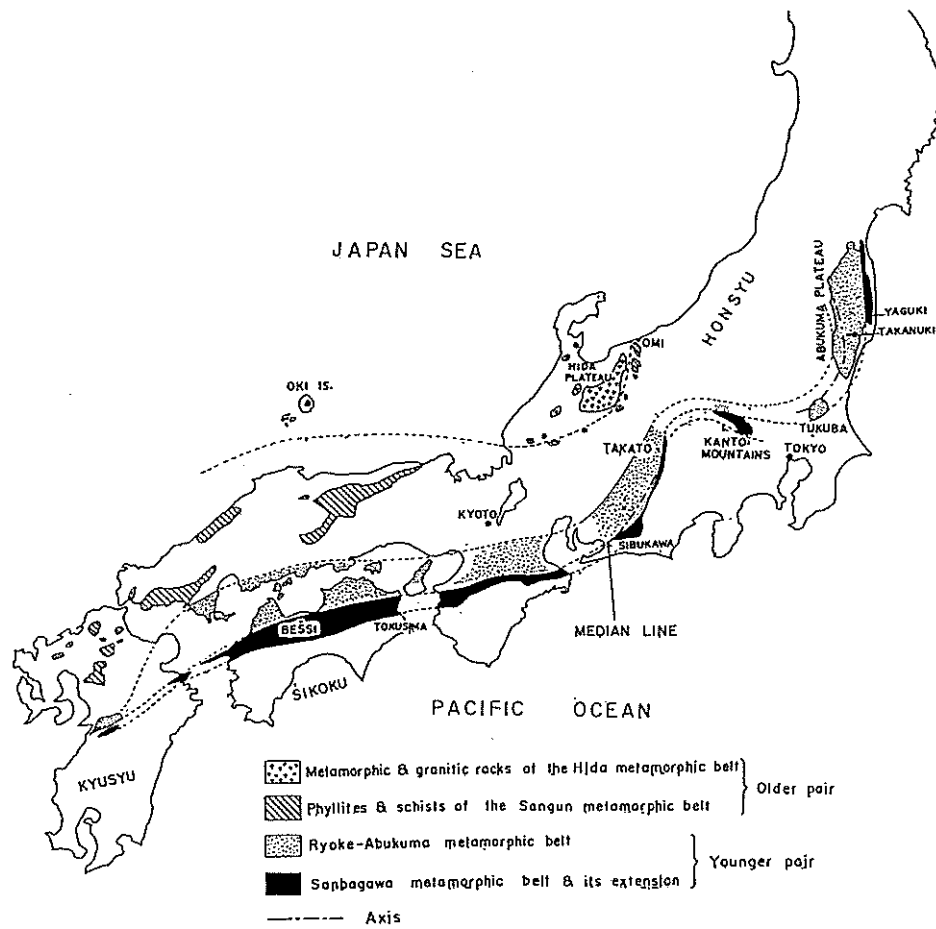 JAPAN SEA
HONSYU
ABUKUMA PLATEAU
YAGUKI
TAKANUKI
OMI
HIDA
PLATEAU
OKI IS.
TUKUBA
TAKATO
KANTO
MOUNTAINS
TOKYO
KYOTO
SIBUKAWA
BESSI
TOKUSIMA
MEDIAN LINE
SIKOKU
PACIFIC OCEAN
KYUSYU
Metamorphic & granitic rocks of the Hida metamorphic belt
Phyllites & schists of the Sangun metamorphic belt
Older pair
Ryoke-Abukuma metamorphic belt
Sanbagawa metamorphic belt & its extension
Younger pair
Axis